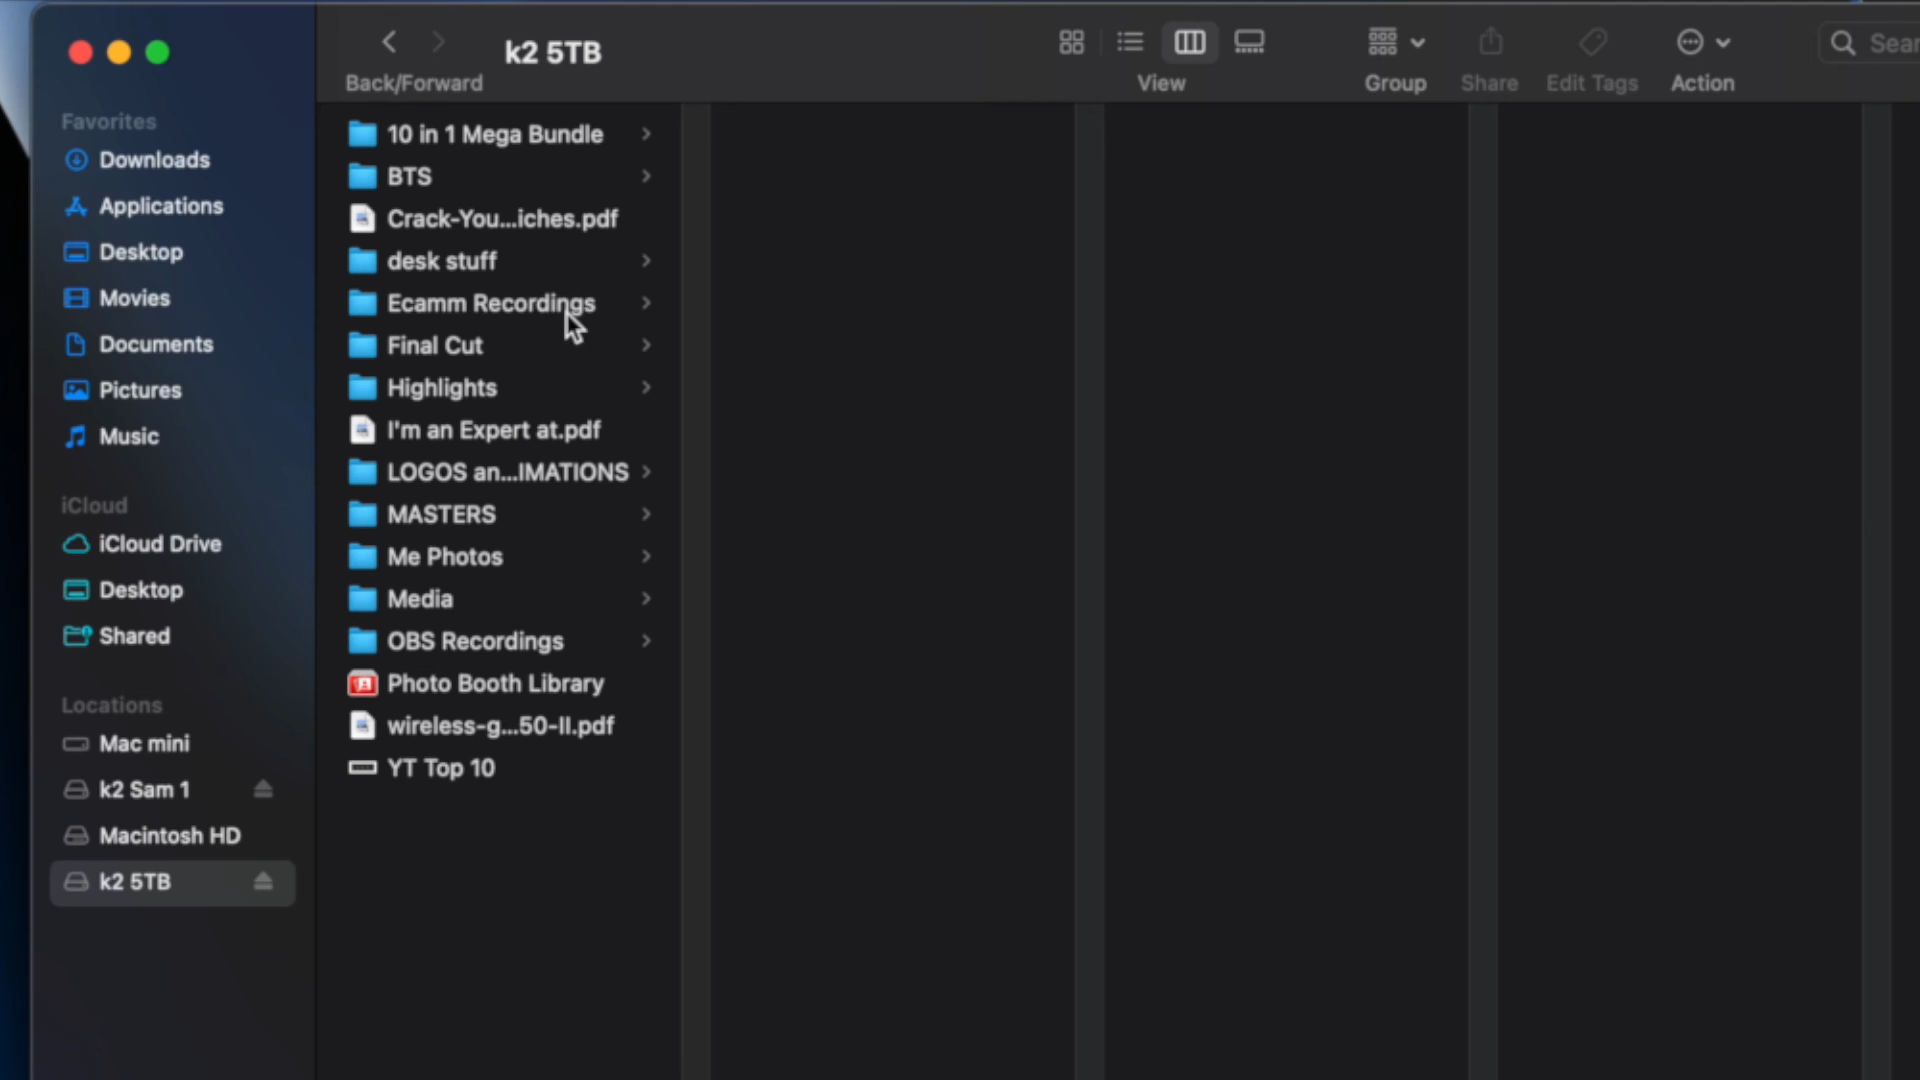 k2 5TB
Back/Forward
View
Group
Share
Edit Tags
Action
Sear
Favorites
Downloads
Applications
Desktop
Movies
Documents
Pictures
Music
iCloud
iCloud Drive
Desktop
Shared
Locations
Mac mini
k2 Sam 1
Macintosh HD
k2 5TB
10 in 1 Mega Bundle
BTS
Crack-You...iches.pdf
desk stuff
Ecamm Recordings
Final Cut
Highlights
I'm an Expert at.pdf
LOGOS an...IMATIONS
MASTERS
Me Photos
Media
OBS Recordings
Photo Booth Library
wireless-g...50-II.pdf
YT Top 10